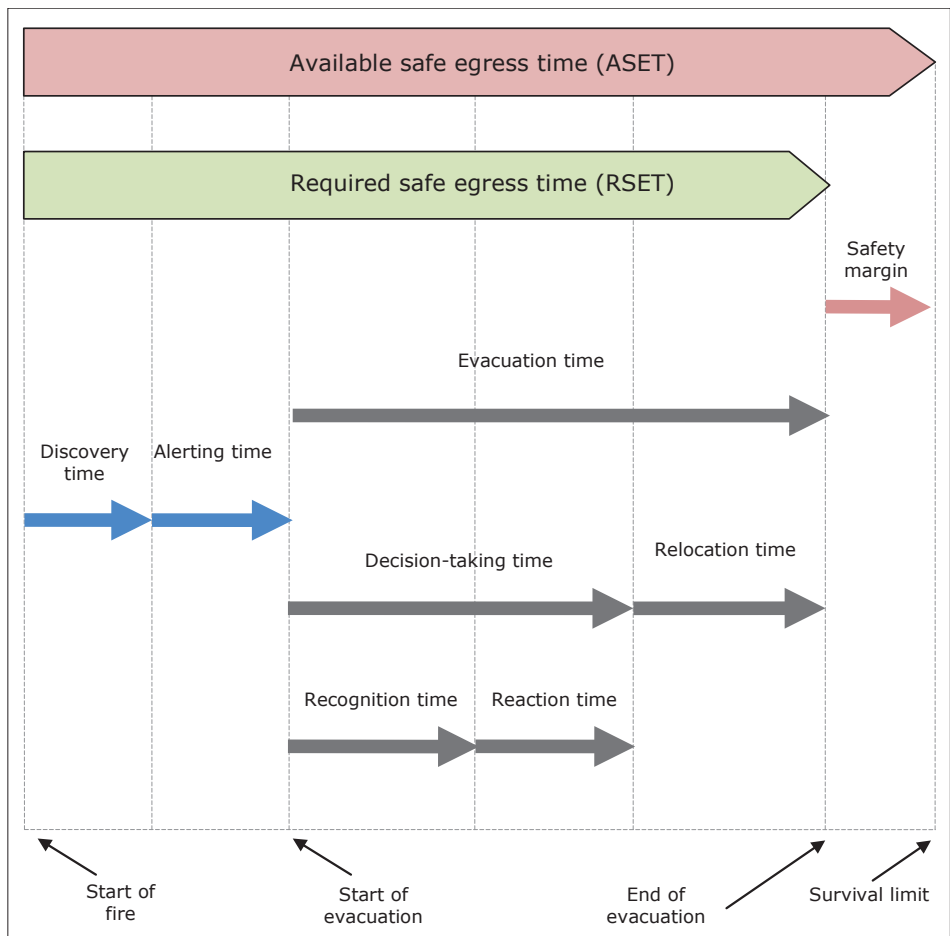 Available safe egress time (ASET)
Required safe egress time (RSET)
Safety
margin
Evacuation time
Discovery
time
Alerting time
Decision-taking time
Relocation time
Recognition time
Reaction time
Start of
fire
Start of
evacuation
End of
evacuation
Survival limit